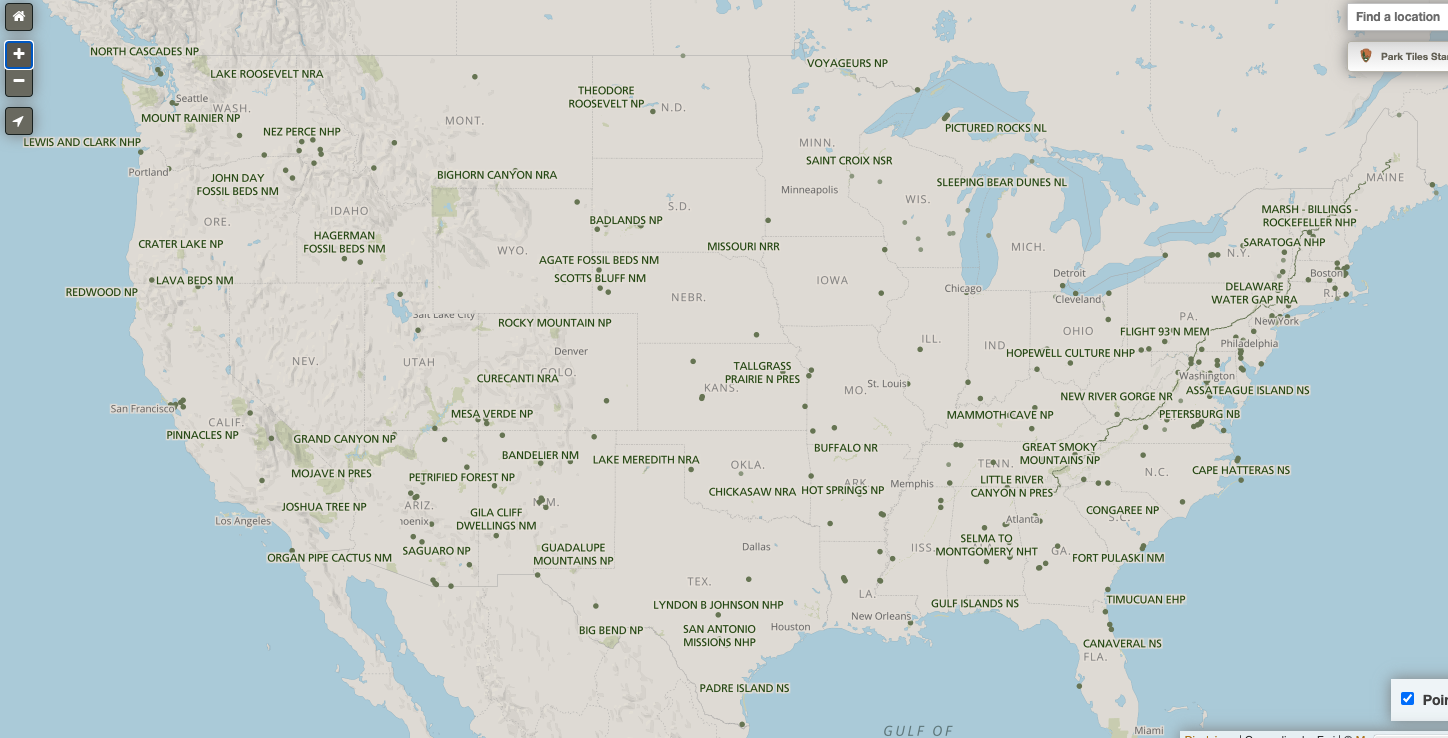 Find a location
NORTH CASCADES NP
VOYAGEURS NP
Park Tiles Sta
LAKE ROOSEVELT NRA
THEODORE
ROOSEVELT NP
Seattle
WASH.
N.D.
MOUNT RAINIER NP
MONT.
NEZ PERCE NHP
PICTURED ROCKS NL
LEWIS AND CLARK NHP
MINN.
SAINT CROIX NSR
Portland
JOHN DAY
FOSSIL BEDS NM
BIGHORN CANYON NRA
SLEEPING BEAR DUNES NL
MAINE
Minneapolis
WIS.
IDAHO
S.D.
MARSH - BILLINGS -
ROCKEFELLER NHP
ORE.
BADLANDS NP
HAGERMAN
FOSSIL BEDS NM
CRATER LAKE NP
WYO.
MISSOURI NRR
MICH.
SARATOGA NHP
N.Y.
AGATE FOSSIL BEDS NM
SCOTTS BLUFF NM
Detroit
Boston
LAVA BEDS NM
IOWA
REDWOOD NP
NEBR.
Chicago
Cleveland
DELAWARE
WATER GAP NRA
R.I.
Salt Lake City
ROCKY MOUNTAIN NP
PA.
New York
OHIO
FLIGHT 93 N MEM
ILL.
IND.
Philadelphia
Denver
HOPEWELL CULTURE NHP
NEV.
UTAH
COLO.
TALLGRASS
PRAIRIE N PRES
CURECANTI NRA
KANS.
MO.
St. Louis
Washington
ASSATEAGUE ISLAND NS
NEW RIVER GORGE NR
San Francisco
MESA VERDE NP
MAMMOTH CAVE NP
PETERSBURG NB
CALIF.
PINNACLES NP
GRAND CANYON NP
BUFFALO NR
GREAT SMOKY
MOUNTAINS NP
BANDELIER NM
LAKE MEREDITH NRA
OKLA.
TENN.
N.C.
CAPE HATTERAS NS
MOJAVE N PRES
PETRIFIED FOREST NP
ARK.
Memphis
LITTLE RIVER
CANYON N PRES
CHICKASAW NRA
HOT SPRINGS NP
JOSHUA TREE NP
ARIZ.
N.M.
CONGAREE NP
S.C.
Los Angeles
hoenix
GILA CLIFF
DWELLINGS NM
Atlanta
SELMA TO
MONTGOMERY NHT
ORGAN PIPE CACTUS NM
SAGUARO NP
GUADALUPE
MOUNTAINS NP
Dallas
IISS.
GA.
FORT PULASKI NM
TEX.
LA.
TIMUCUAN EHP
LYNDON B JOHNSON NHP
GULF ISLANDS NS
New Orleans
BIG BEND NP
SAN ANTONIO
MISSIONS NHP
Houston
CANAVERAL NS
FLA.
PADRE ISLAND NS
Poi
GULF OF
Miami